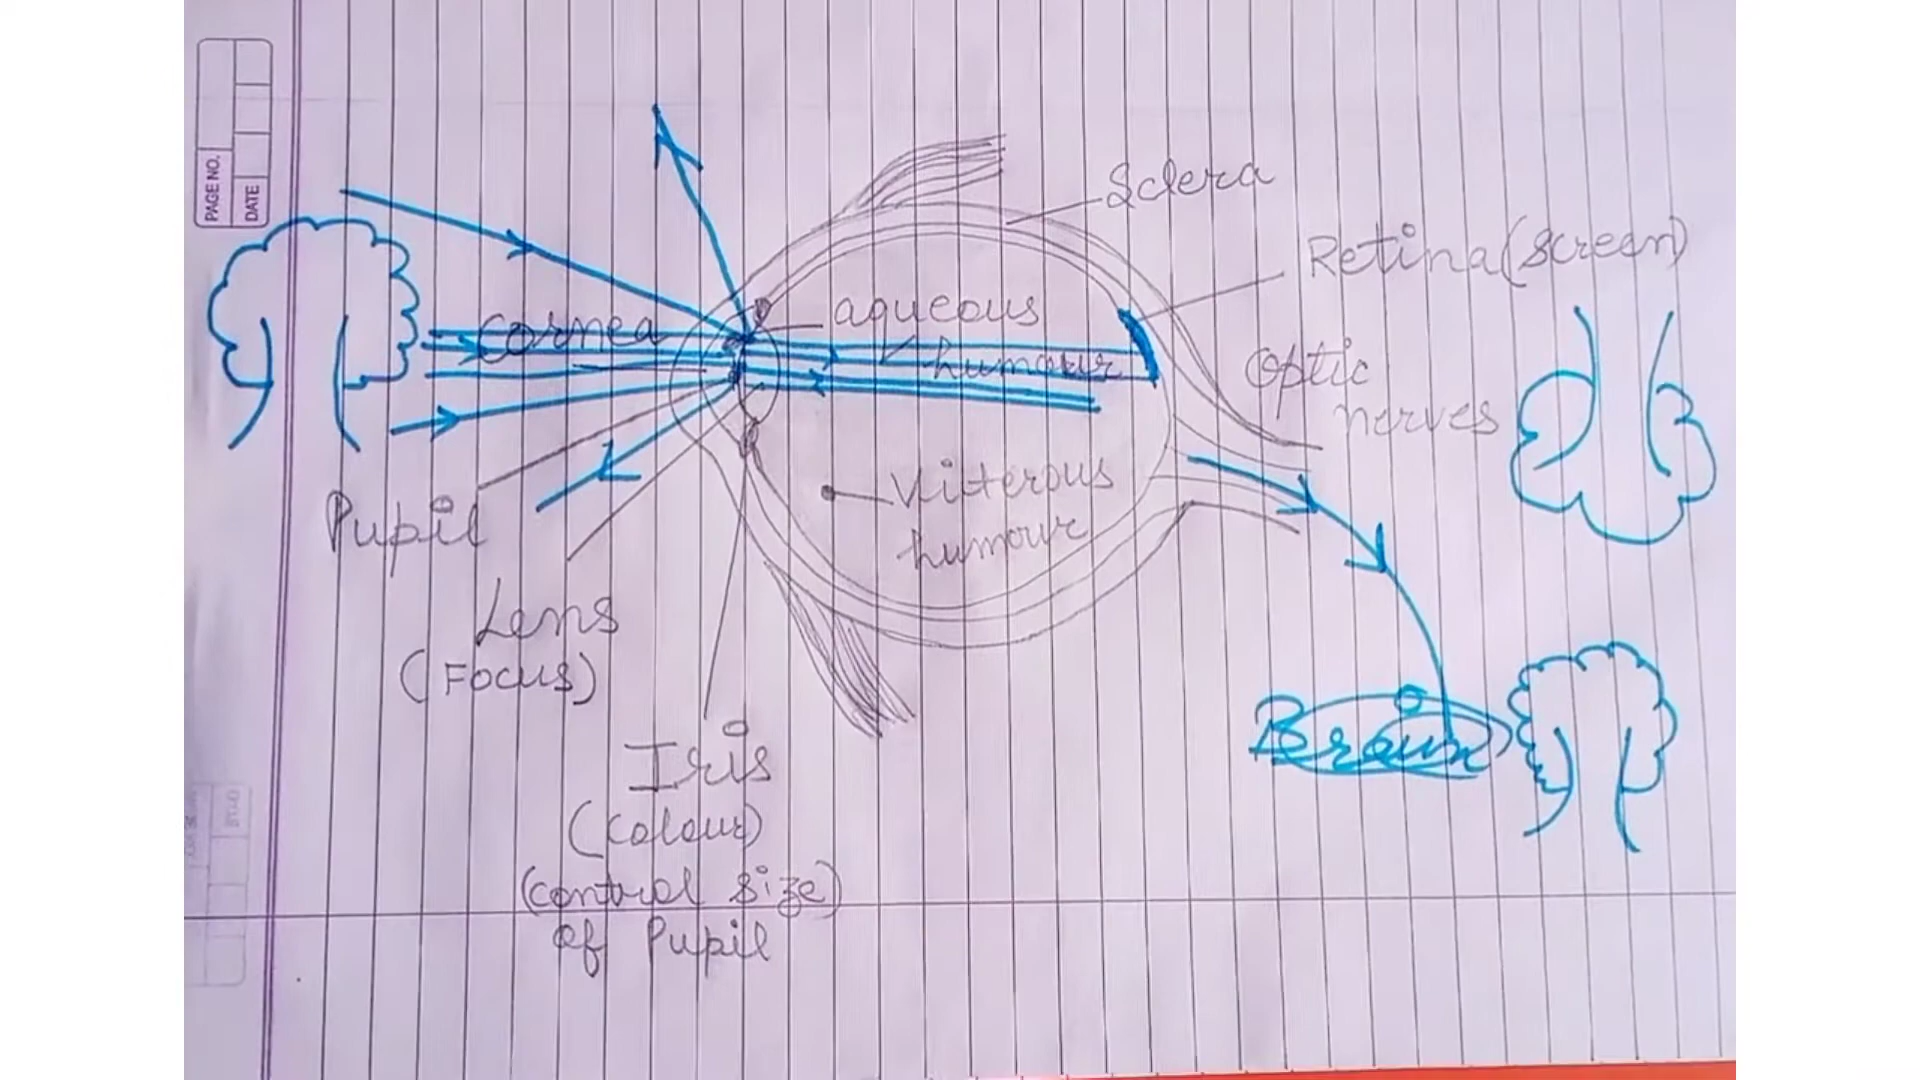 PAGE NO.
DATE
Sclera
Retina (screen)
cornea
aqueous
humour
Optic
nerves
Pupil
Viterous
humour
Lens
(Focus)
Brain
Iris
(colour)
(control size)
of Pupil